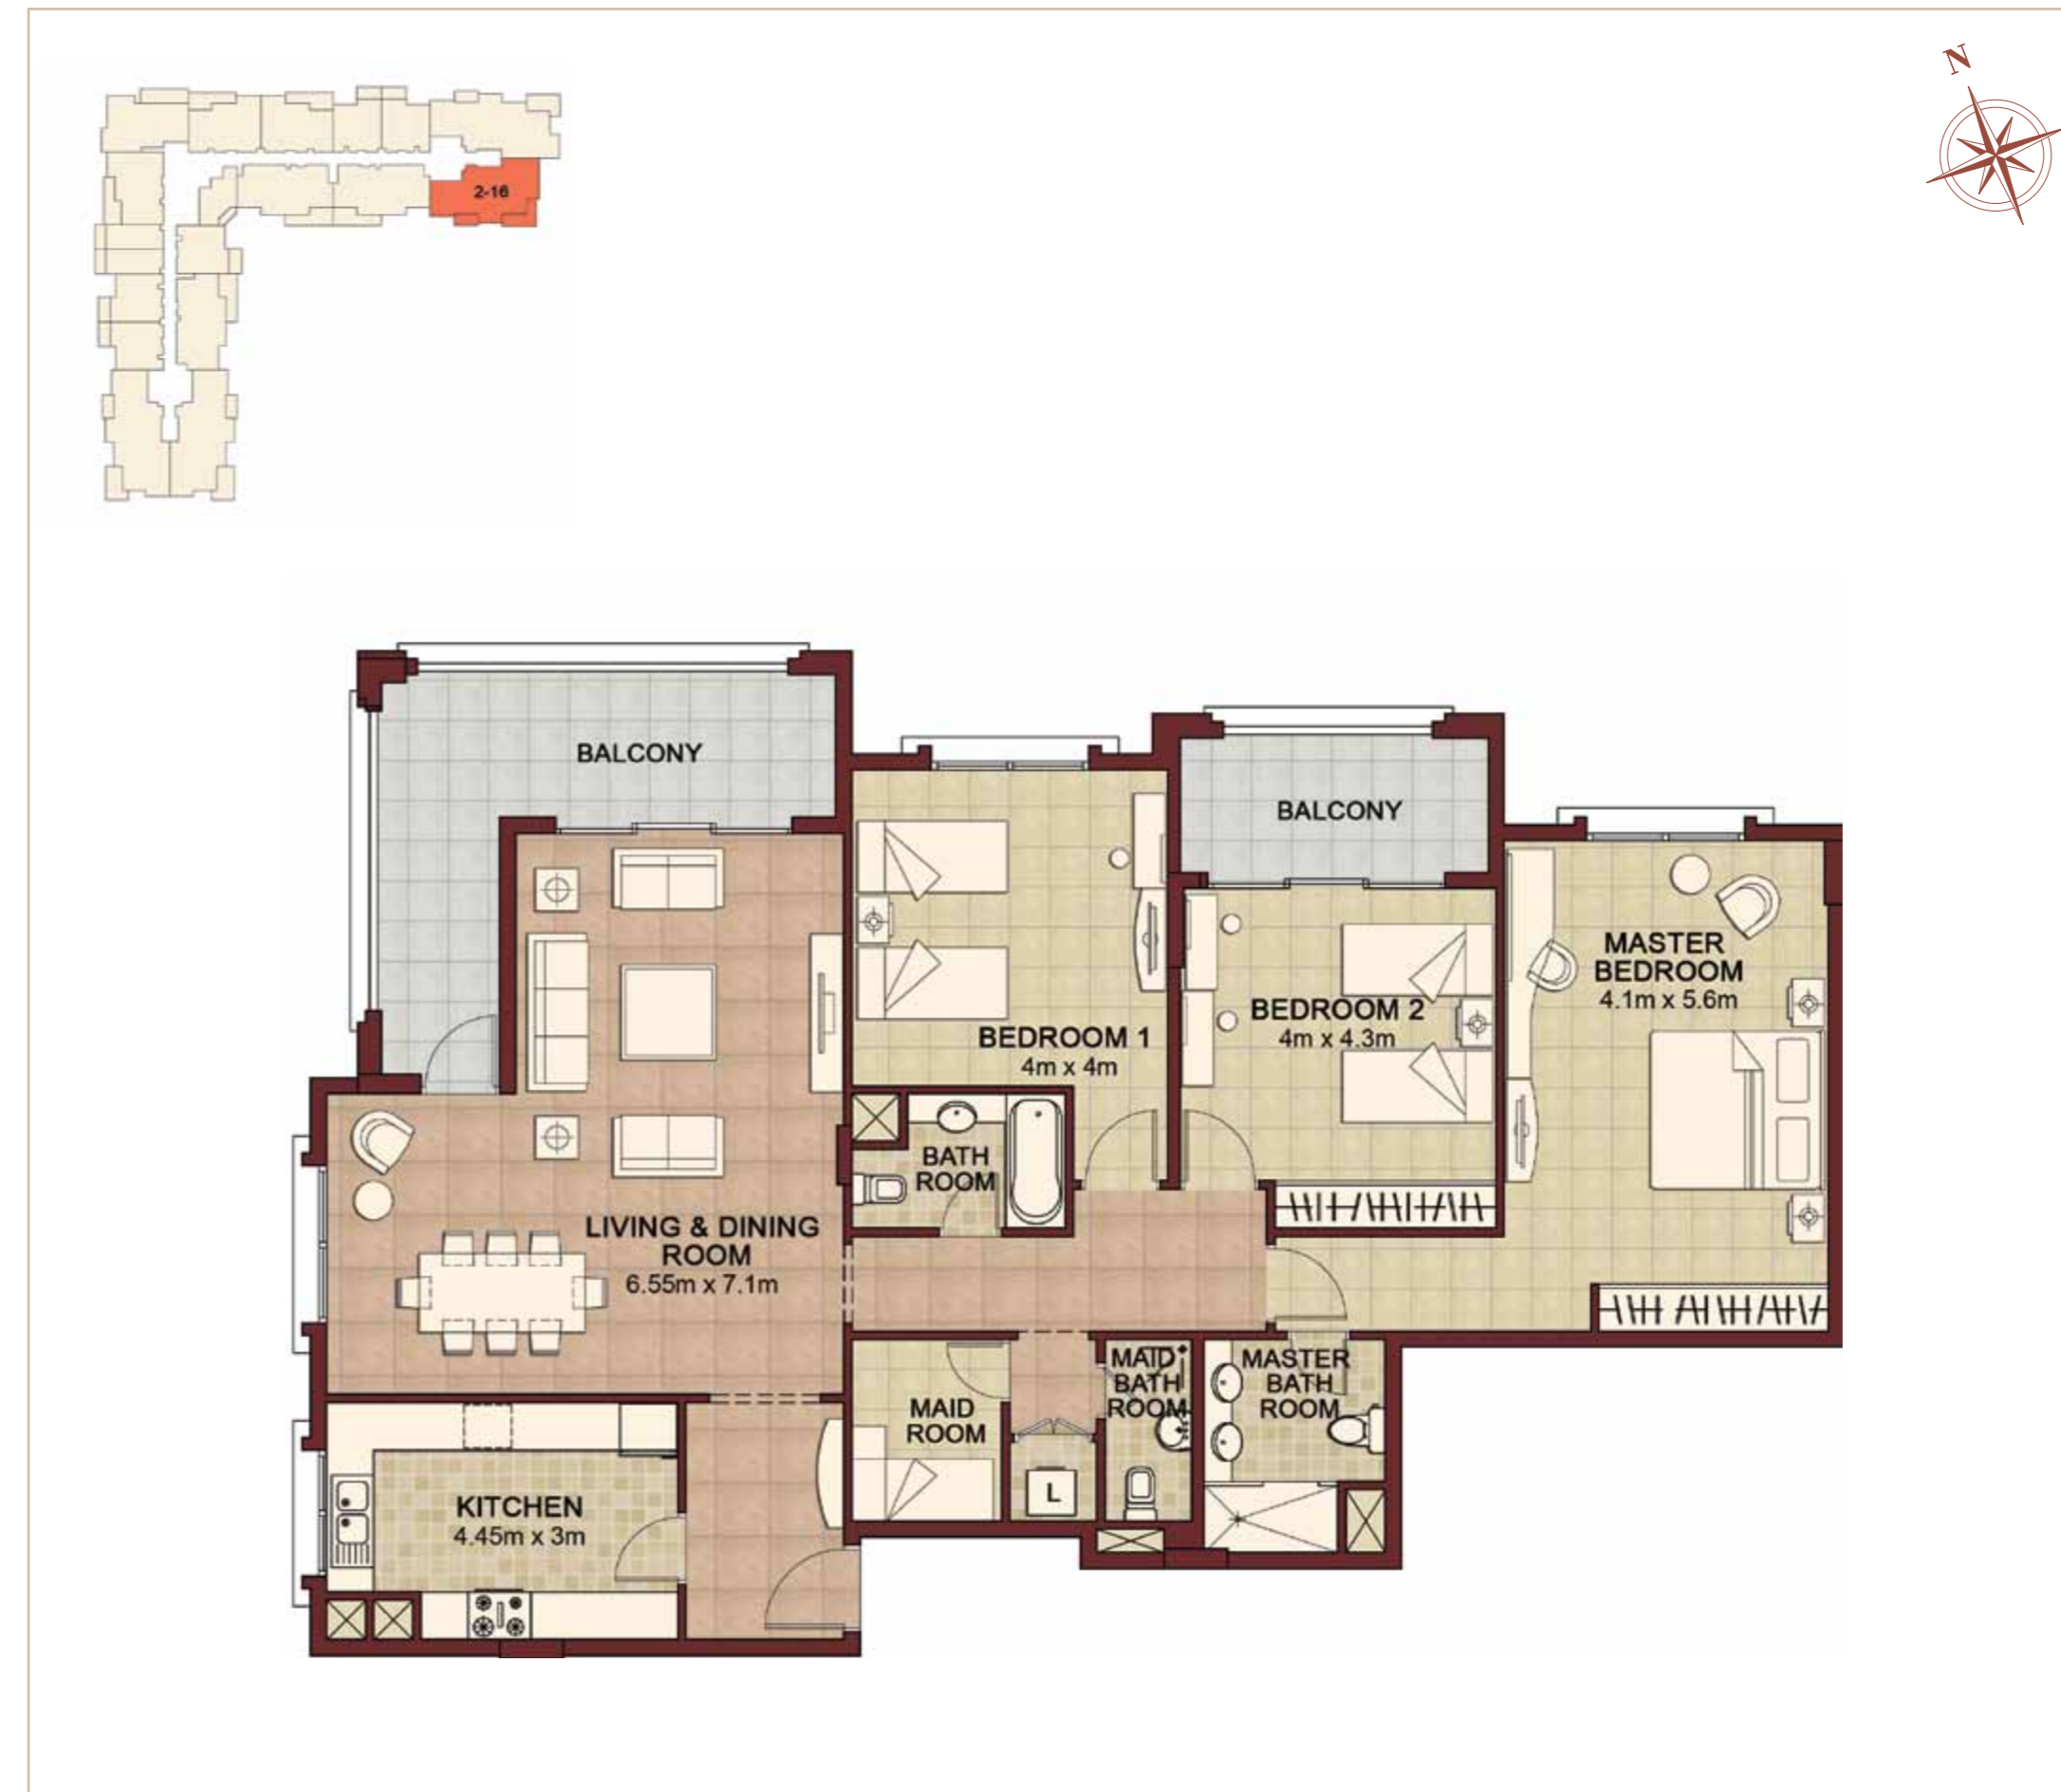 N
2-16
BALCONY
BALCONY
MASTER
BEDROOM
4.1m x 5.6m
BEDROOM 2
4m x 4.3m
BEDROOM 1
4m x 4m
BATH
ROOM
LIVING & DINING
ROOM
6.55m x 7.1m
MAID
BATH
ROOM
MASTER
BATH
ROOM
MAID
ROOM
L
KITCHEN
4.45m x 3m